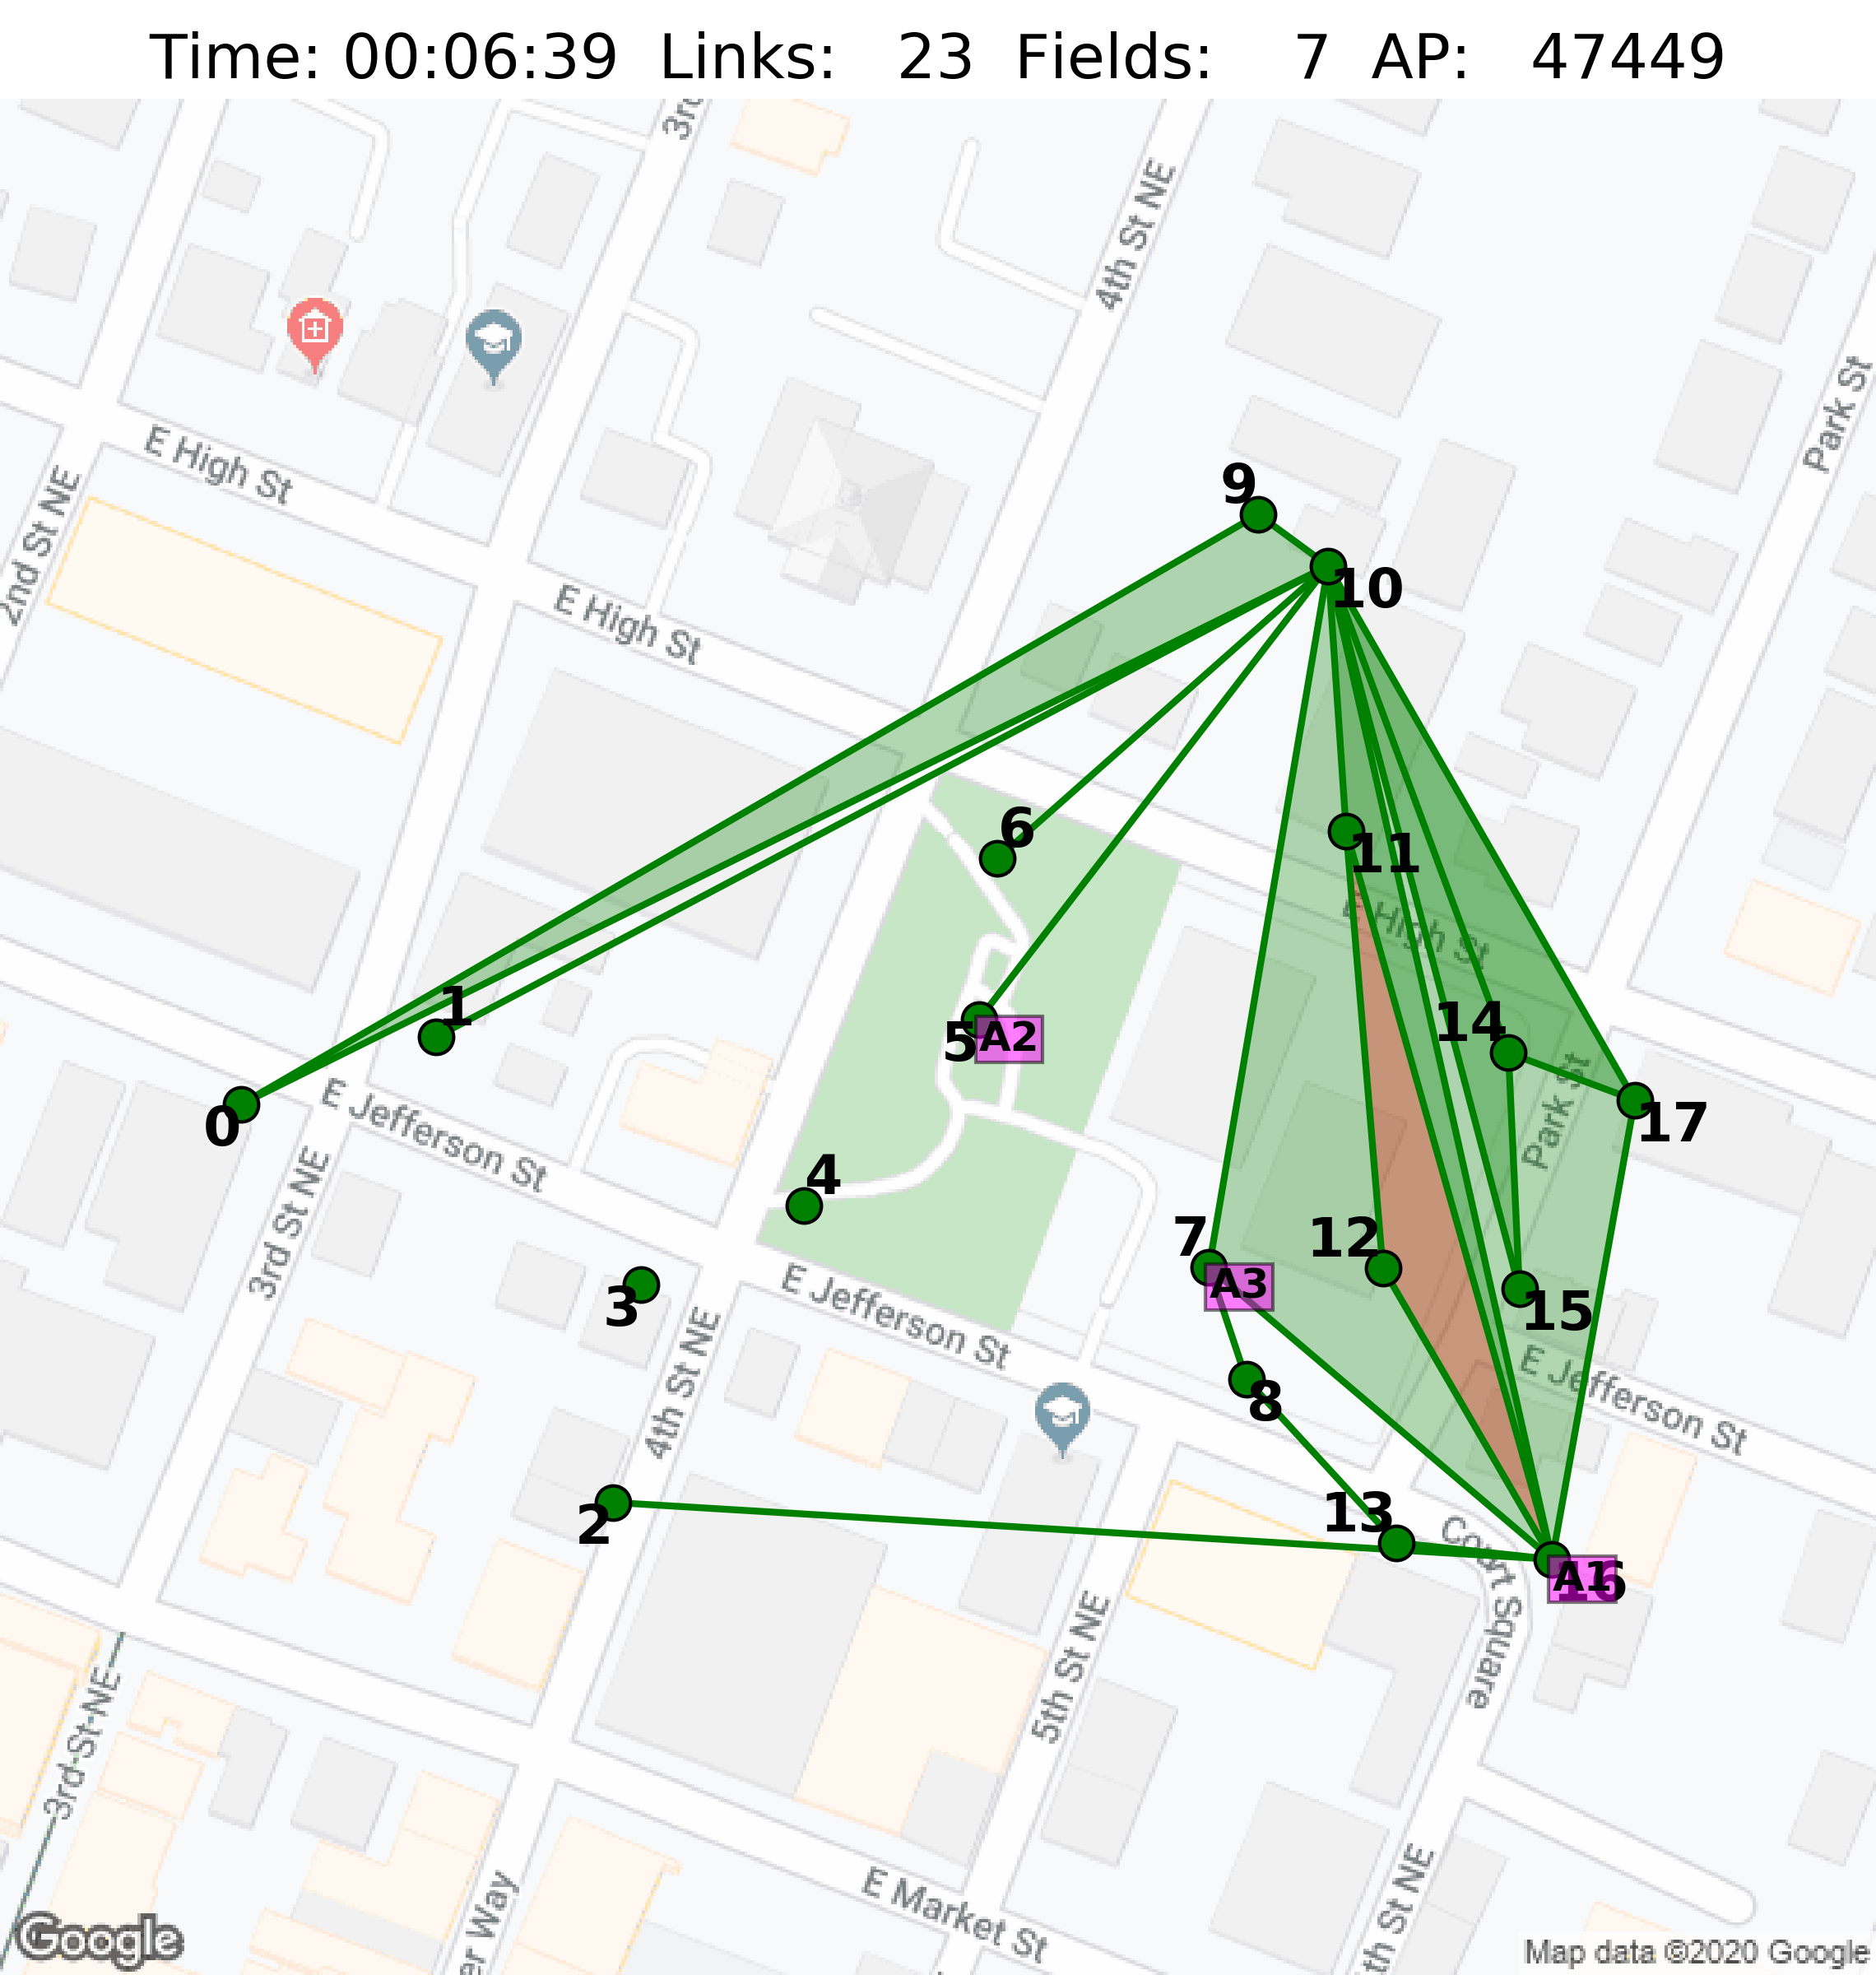 Time: 00:06:39 Links: 23 Fields: 7 AP: 47449
3rd
4th St NE
Park St
E High St
2nd St NE
9
10
E High St
6
11
E High St
1
5
A2
14
0
E Jefferson St
17
Park St
3rd St NE
4
7
12
A3
15
3
E Jefferson St
E Jefferson St
4th St NE
8
2
13
Court Square
A1
5th St NE
3rd St NE
E Market St
er Way
th St NE
Google
Map data ©2020 Google